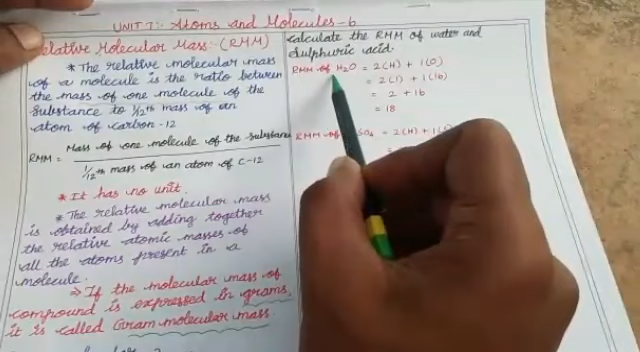 UNIT 7:- Atoms and Molecules-6
Relative Molecular Mass:- (RMM)
* The relative molecular mass
of a molecule is the ratio between
the mass of one molecule of the
substance to 1/12th mass of an
atom of carbon-12
RMM = Mass of one molecule of the substance
1/12th mass of an atom of C-12
* It has no unit.
* The relative molecular mass
is obtained by adding together
the relative atomic masses of
all the atoms present in a
molecule.
⇒ If the molecular mass of
compound is expressed in grams,
it is called Gram molecular mass.
calculate the RMM of water and
sulphuric acid.
RMM of H2O = 2(H) + 1(O)
= 2(1) + 1(16)
= 2 + 16
= 18
RMM of SO4 = 2(H) + 1(
=